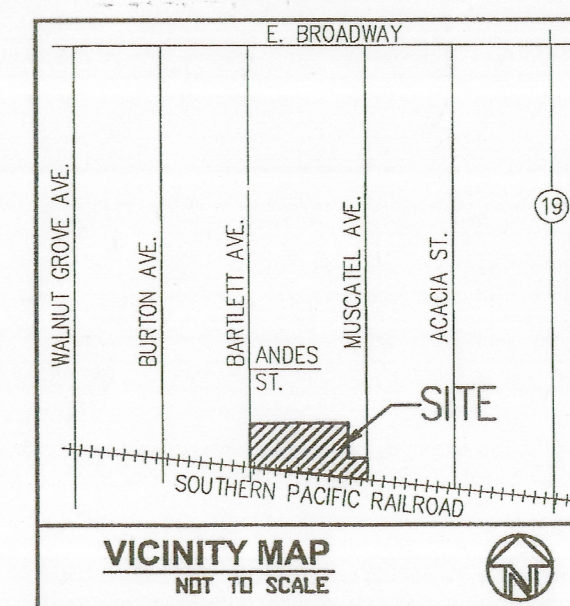 E. BROADWAY
WALNUT GROVE AVE.
BURTON AVE.
BARTLETT AVE.
MUSCATEL AVE.
ACACIA ST.
19
ANDES
ST.
SITE
SOUTHERN PACIFIC RAILROAD
VICINITY MAP
NOT TO SCALE
N